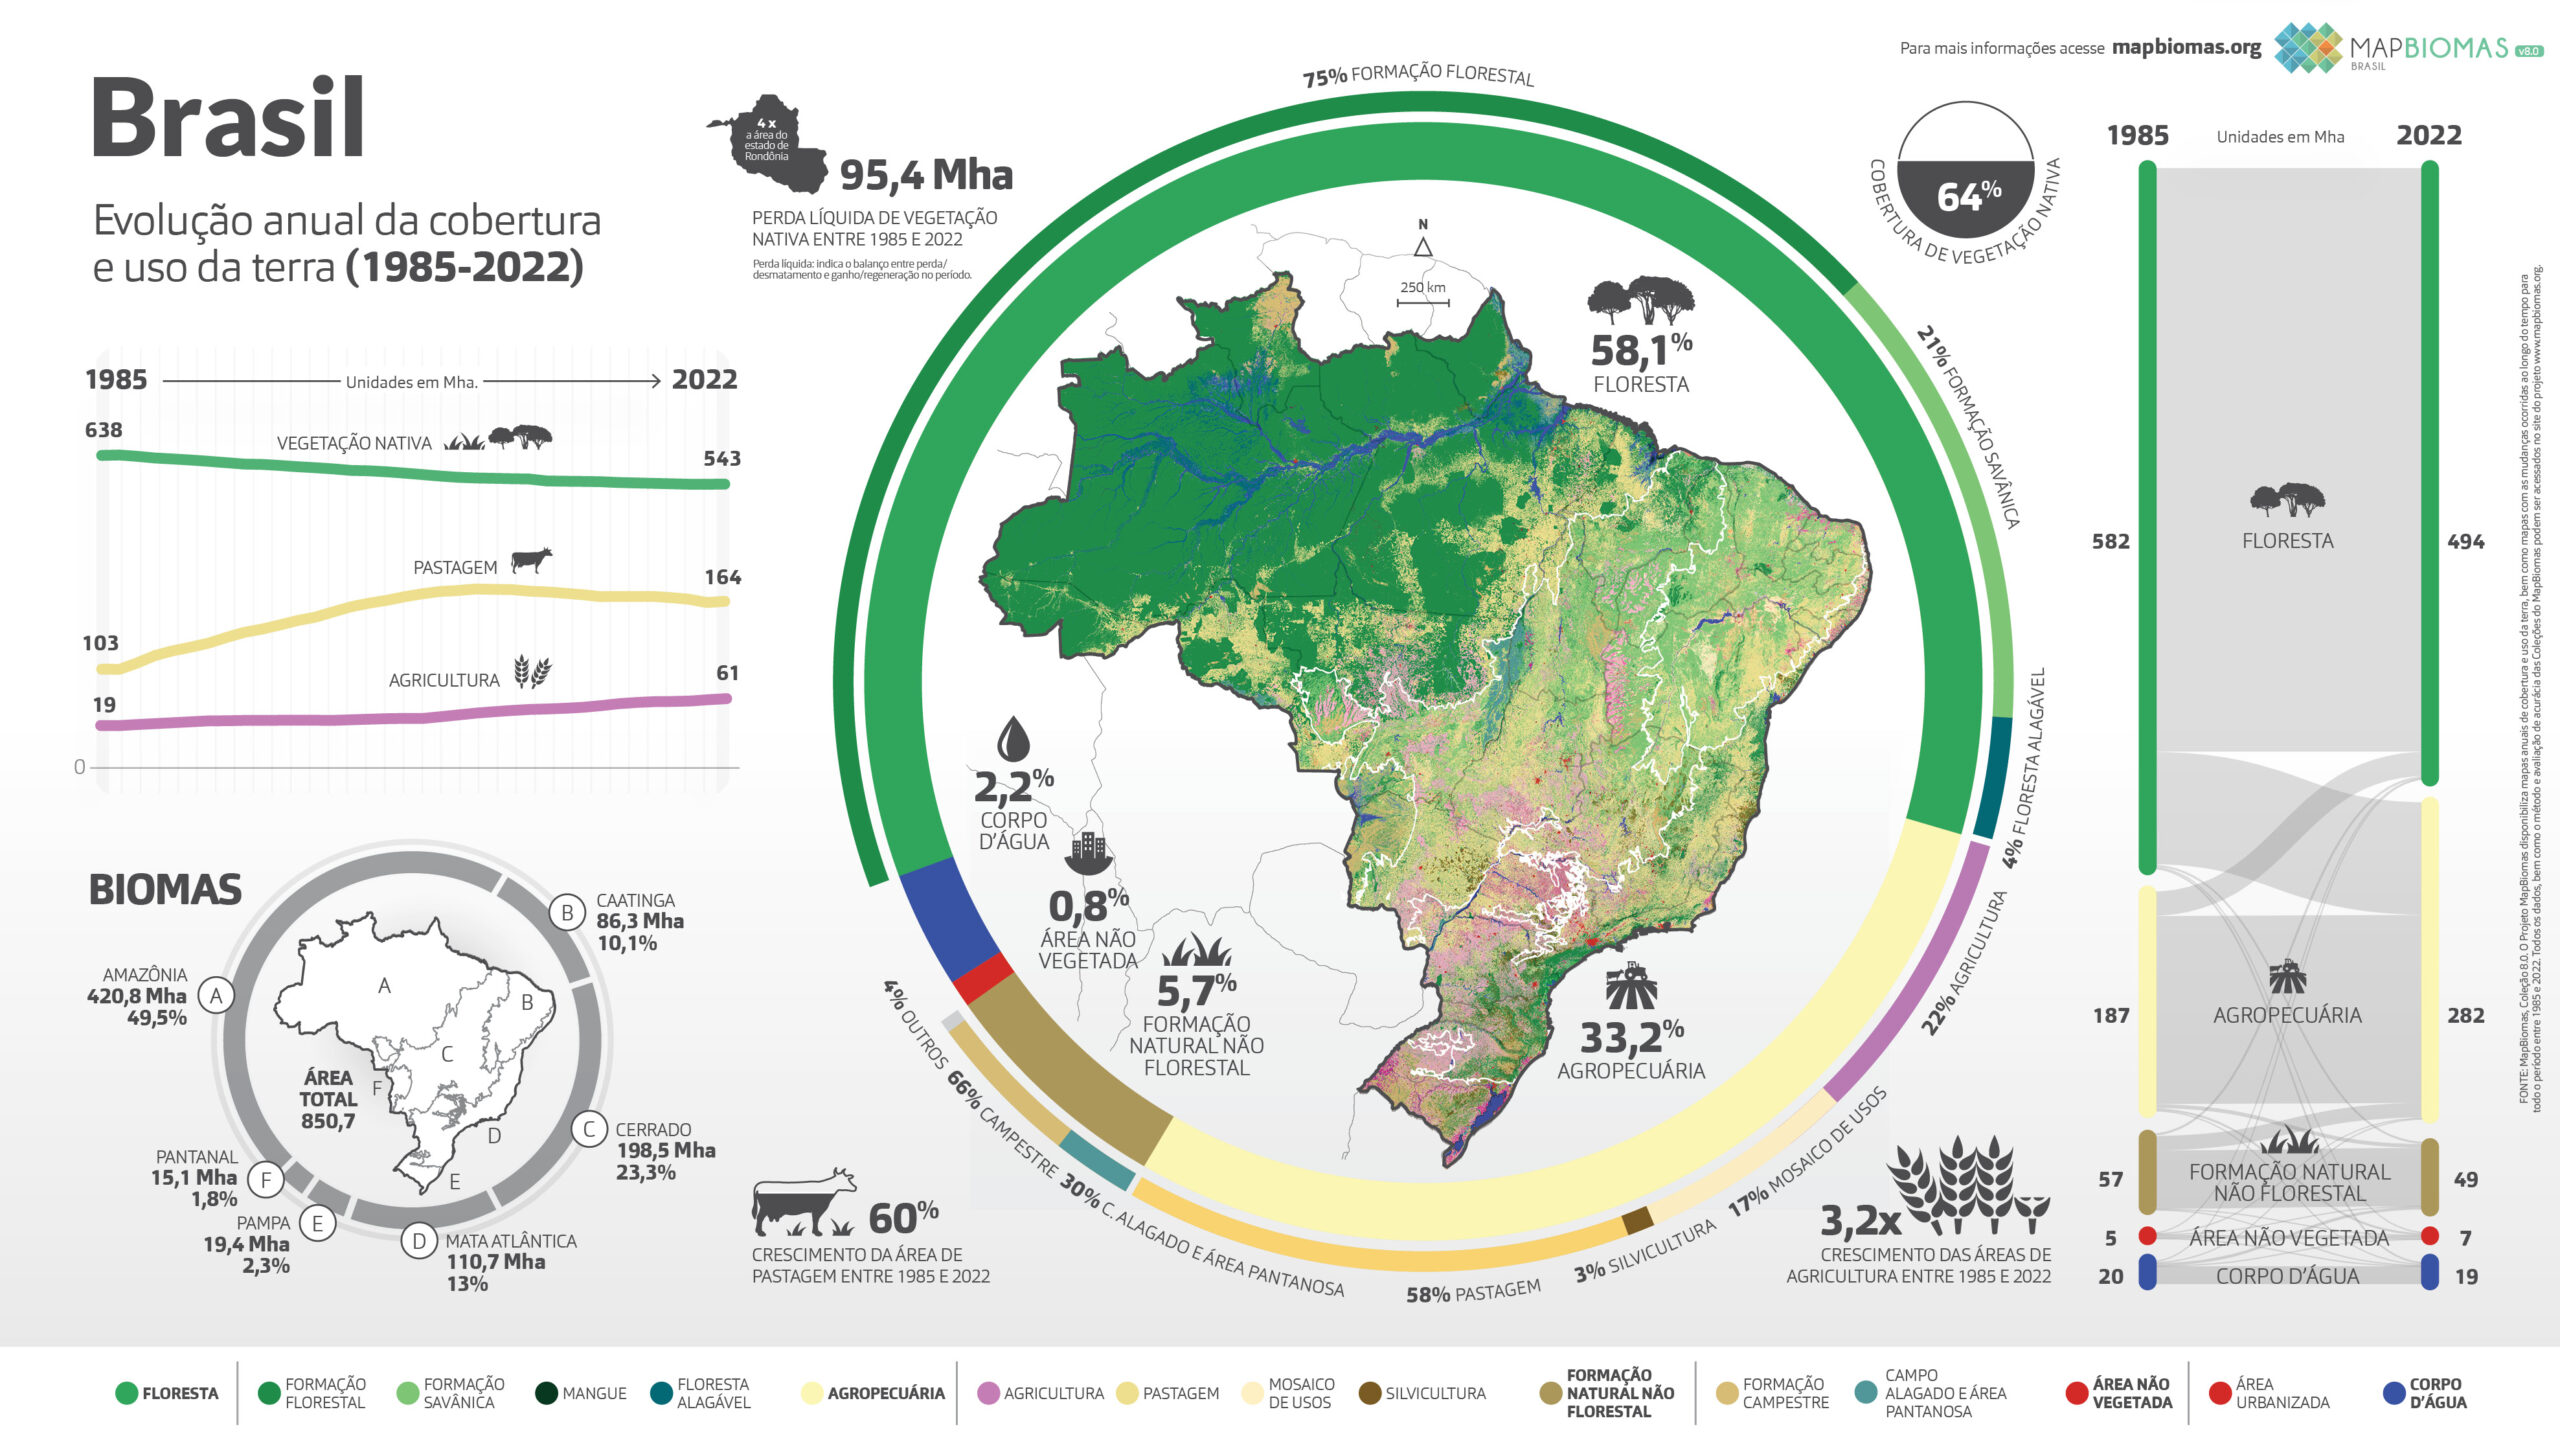 Brasil
Evolução anual da cobertura
e uso da terra (1985-2022)
Para mais informações acesse mapbiomas.org
MAPBIOMAS v8.0
BRASIL
1985
Unidades em Mha.
2022
638
VEGETAÇÃO NATIVA
543
PASTAGEM
164
103
AGRICULTURA
61
19
0
BIOMAS
AMAZÔNIA
420,8 Mha
49,5%
A
B
CAATINGA
86,3 Mha
10,1%
C
CERRADO
198,5 Mha
23,3%
D
MATA ATLÂNTICA
110,7 Mha
13%
E
PAMPA
19,4 Mha
2,3%
F
PANTANAL
15,1 Mha
1,8%
ÁREA
TOTAL
850,7
A
B
C
F
D
E
4 x
a área do
estado de
Rondônia
95,4 Mha
PERDA LÍQUIDA DE VEGETAÇÃO
NATIVA ENTRE 1985 E 2022
Perda líquida: indica o balanço entre perda/
desmatamento e ganho/regeneração no período.
75% FORMAÇÃO FLORESTAL
21% FORMAÇÃO SAVÂNICA
4% FLORESTA ALAGÁVEL
22% AGRICULTURA
17% MOSAICO DE USOS
3% SILVICULTURA
58% PASTAGEM
30% C. ALAGADO E ÁREA PANTANOSA
66% CAMPESTRE
4% OUTROS
N
250 km
58,1%
FLORESTA
2,2%
CORPO
D'ÁGUA
0,8%
ÁREA NÃO
VEGETADA
5,7%
FORMAÇÃO
NATURAL NÃO
FLORESTAL
33,2%
AGROPECUÁRIA
60%
CRESCIMENTO DA ÁREA DE
PASTAGEM ENTRE 1985 E 2022
3,2x
CRESCIMENTO DAS ÁREAS DE
AGRICULTURA ENTRE 1985 E 2022
64%
COBERTURA DE VEGETAÇÃO NATIVA
1985
Unidades em Mha
2022
582
FLORESTA
494
187
AGROPECUÁRIA
282
57
FORMAÇÃO NATURAL
NÃO FLORESTAL
49
5
ÁREA NÃO VEGETADA
7
20
CORPO D'ÁGUA
19
FONTE: MapBiomas, Coleção 8.0. O Projeto MapBiomas disponibiliza mapas anuais de cobertura e uso da terra, bem como mapas com as mudanças ocorridas ao longo do tempo para
todo o período entre 1985 e 2022. Todos os dados, bem como o método e avaliação de acurácia das Coleções do MapBiomas podem ser acessados no site do projeto www.mapbiomas.org.
FLORESTA
FORMAÇÃO
FLORESTAL
FORMAÇÃO
SAVÂNICA
MANGUE
FLORESTA
ALAGÁVEL
AGROPECUÁRIA
AGRICULTURA
PASTAGEM
MOSAICO
DE USOS
SILVICULTURA
FORMAÇÃO
NATURAL NÃO
FLORESTAL
FORMAÇÃO
CAMPESTRE
CAMPO
ALAGADO E ÁREA
PANTANOSA
ÁREA NÃO
VEGETADA
ÁREA
URBANIZADA
CORPO
D'ÁGUA